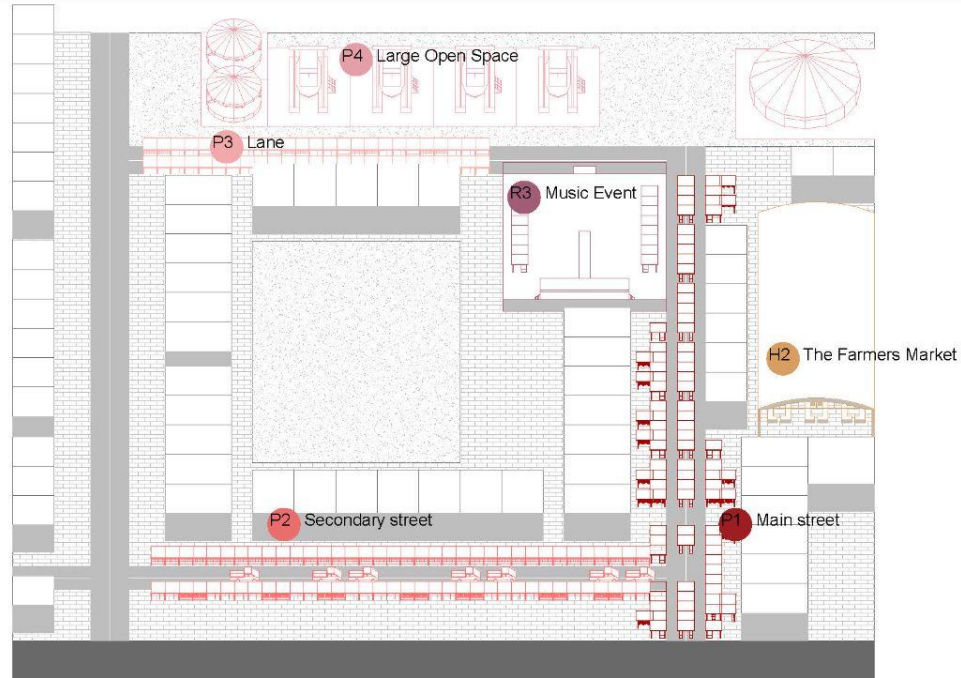 P4 Large Open Space
P3 Lane
R3 Music Event
H2 The Farmers Market
P2 Secondary street
P1 Main street